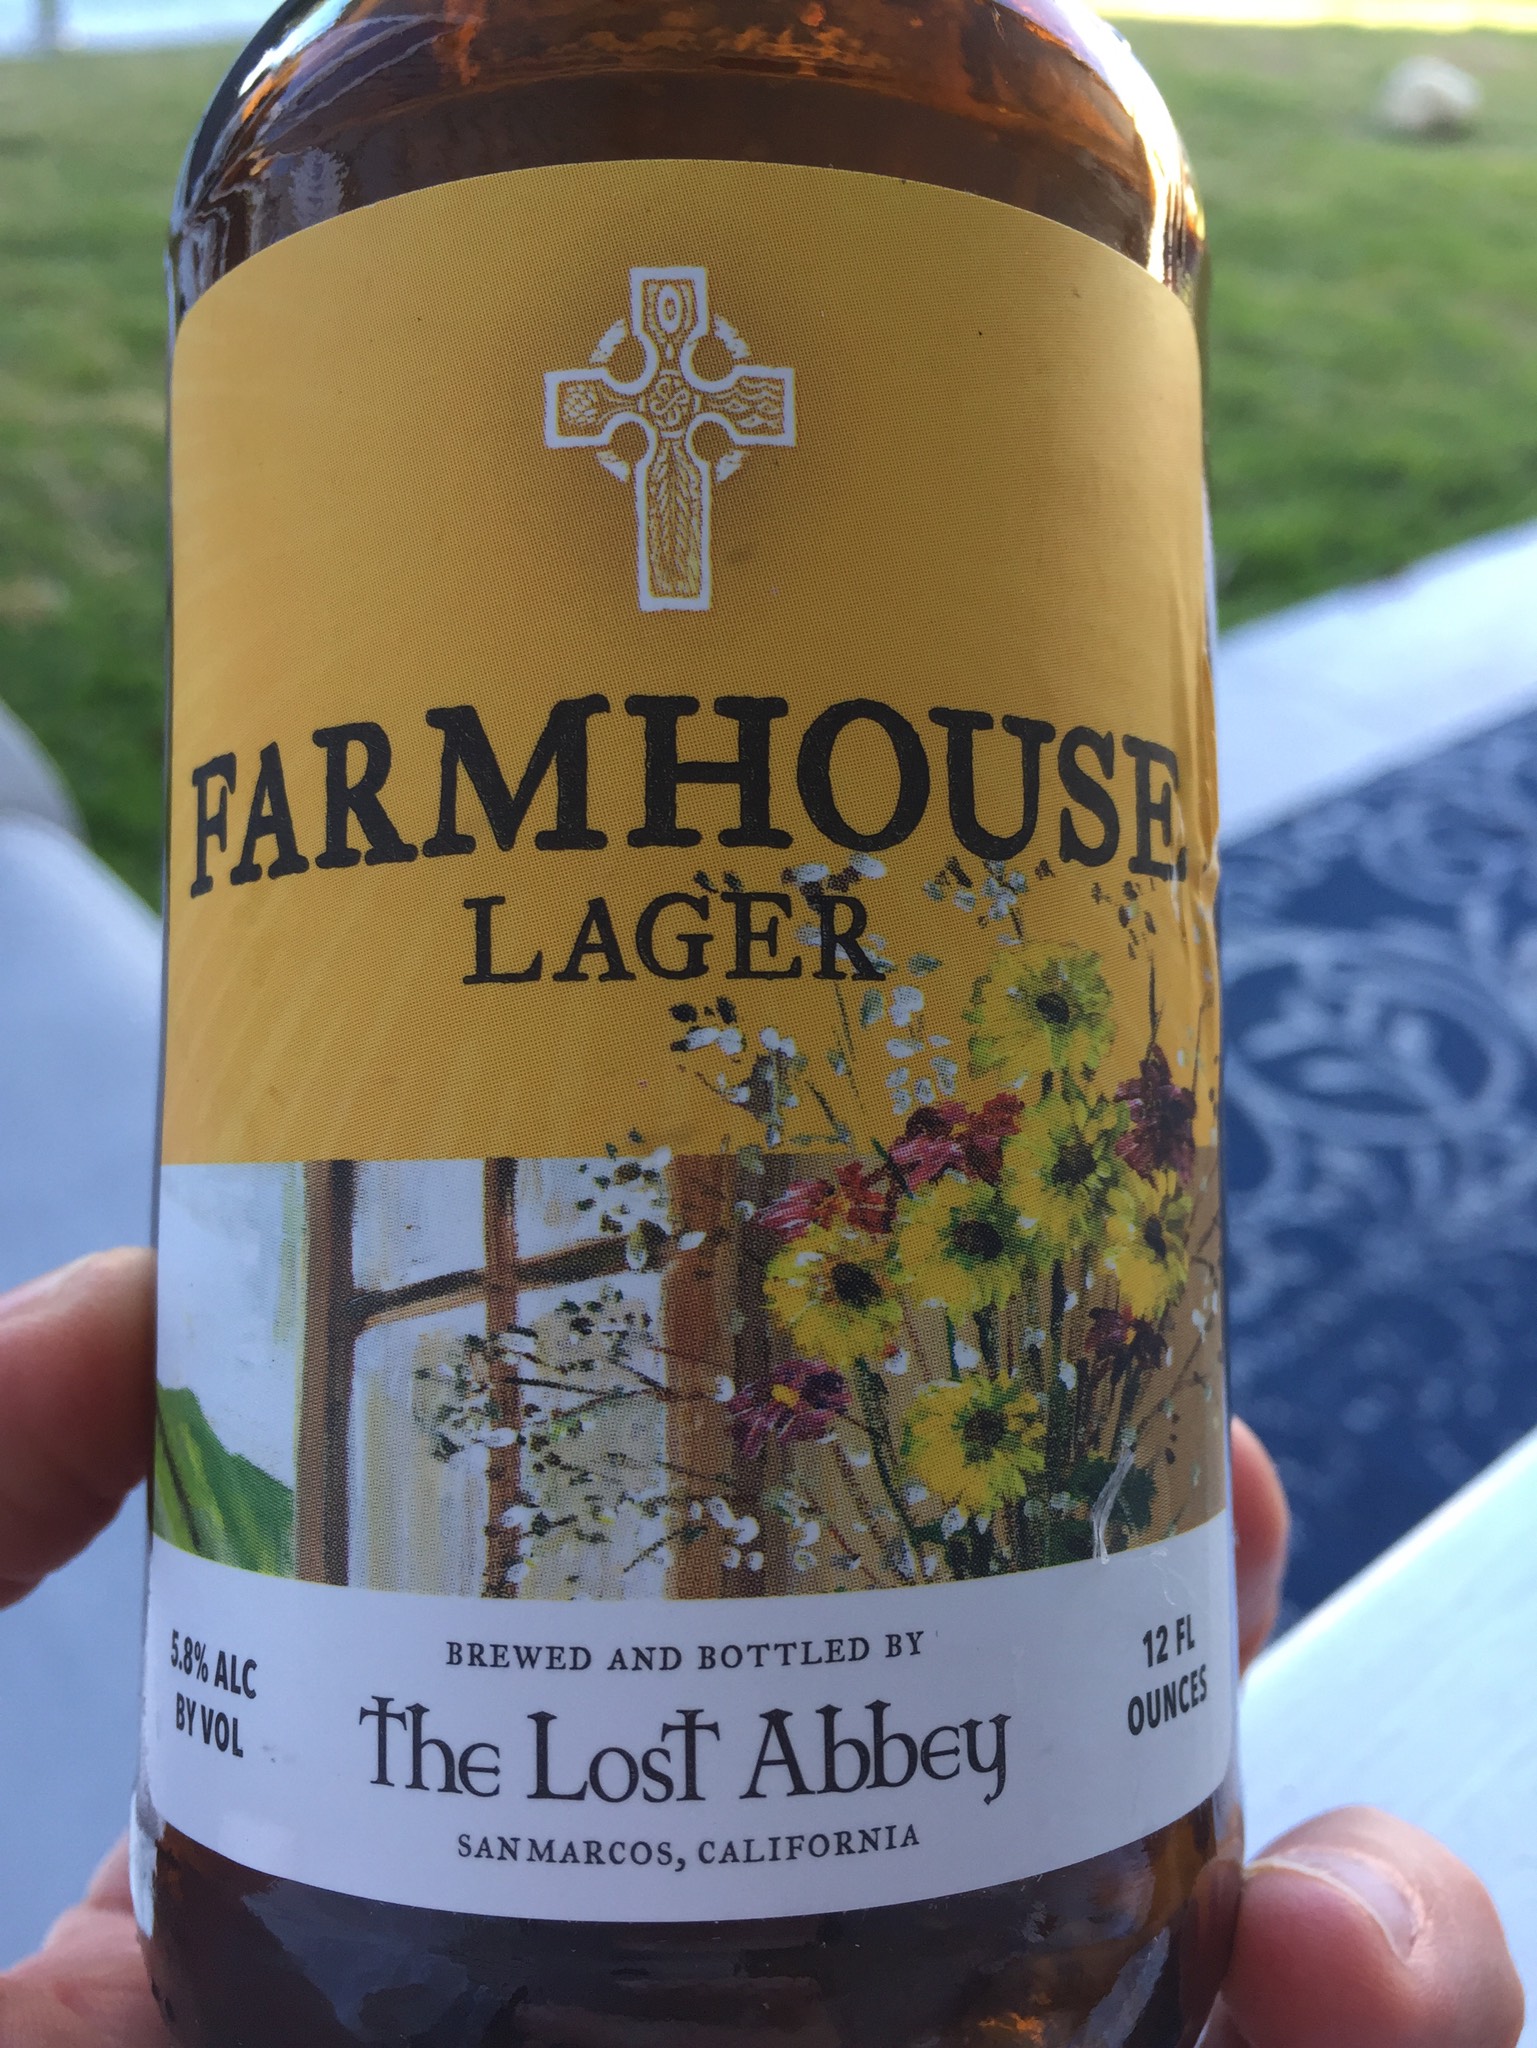 FARMHOUSE
LAGER
5.8% ALC
BY VOL
BREWED AND BOTTLED BY
The Lost Abbey
SAN MARCOS, CALIFORNIA
12 FL
OUNCES